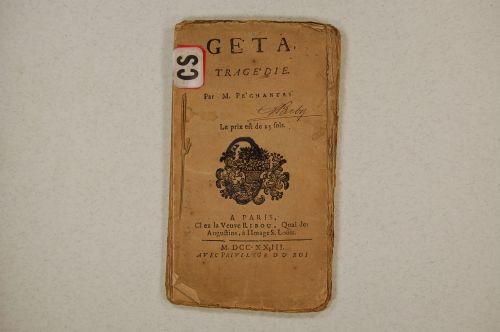 CS
GETA,
TRAGEDIE.
Par M. PECHANTRE'
Le prix est de 25 sols.
A PARIS,
Chez la Veuve RIBOU, Quai des
Augustins, à l'Image S. Loüis.
M. DCC. XXIII.
AVEC PRIVILEGE DU ROI